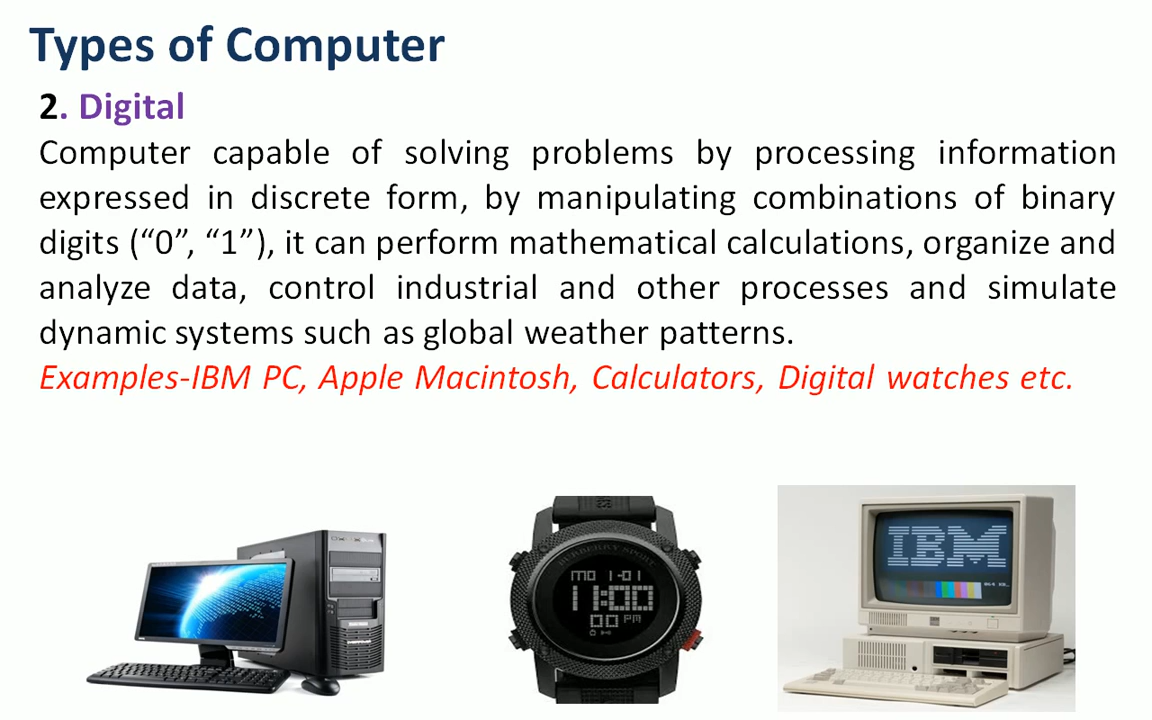 Types of Computer
2. Digital
Computer capable of solving problems by processing information
expressed in discrete form, by manipulating combinations of binary
digits (“0”, “1”), it can perform mathematical calculations, organize and
analyze data, control industrial and other processes and simulate
dynamic systems such as global weather patterns.
Examples-IBM PC, Apple Macintosh, Calculators, Digital watches etc.
BURBERRY SPORT
MO 1-01
11:00
00 PM
IBM